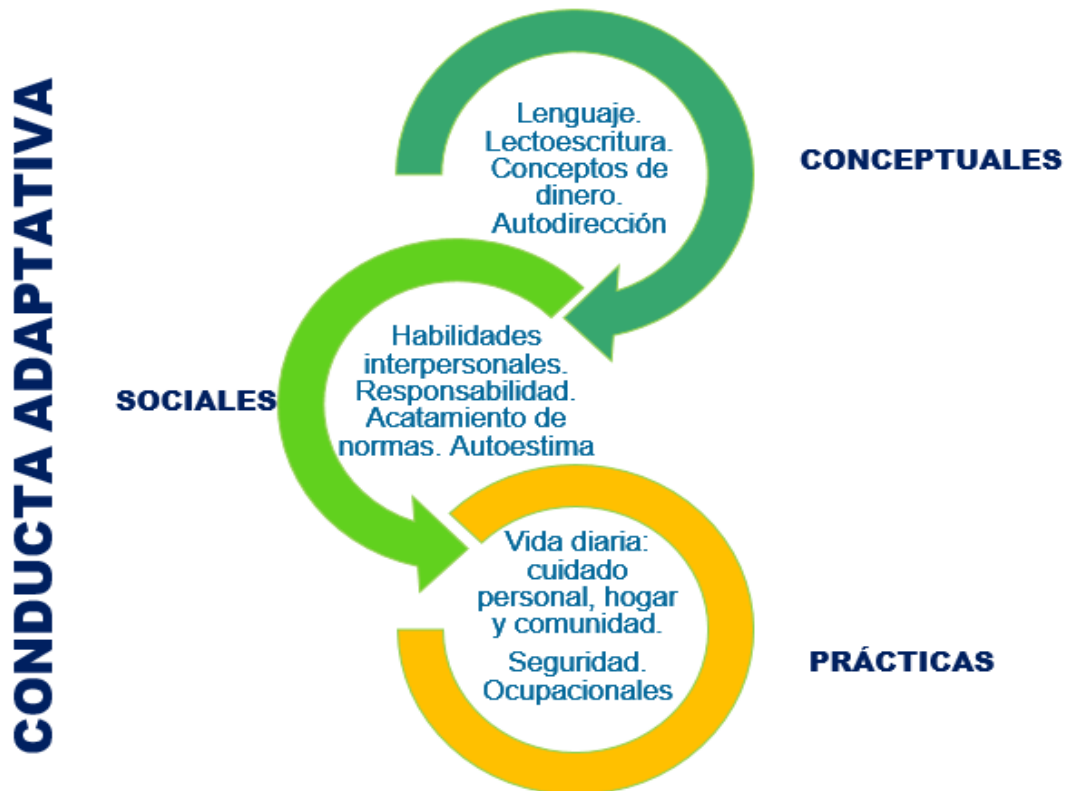 CONDUCTA ADAPTATIVA
Lenguaje.
Lectoescritura.
Conceptos de
dinero.
Autodirección
CONCEPTUALES
Habilidades
interpersonales.
Responsabilidad.
Acatamiento de
normas. Autoestima
SOCIALES
Vida diaria:
cuidado
personal, hogar
y comunidad.
Seguridad.
Ocupacionales
PRÁCTICAS